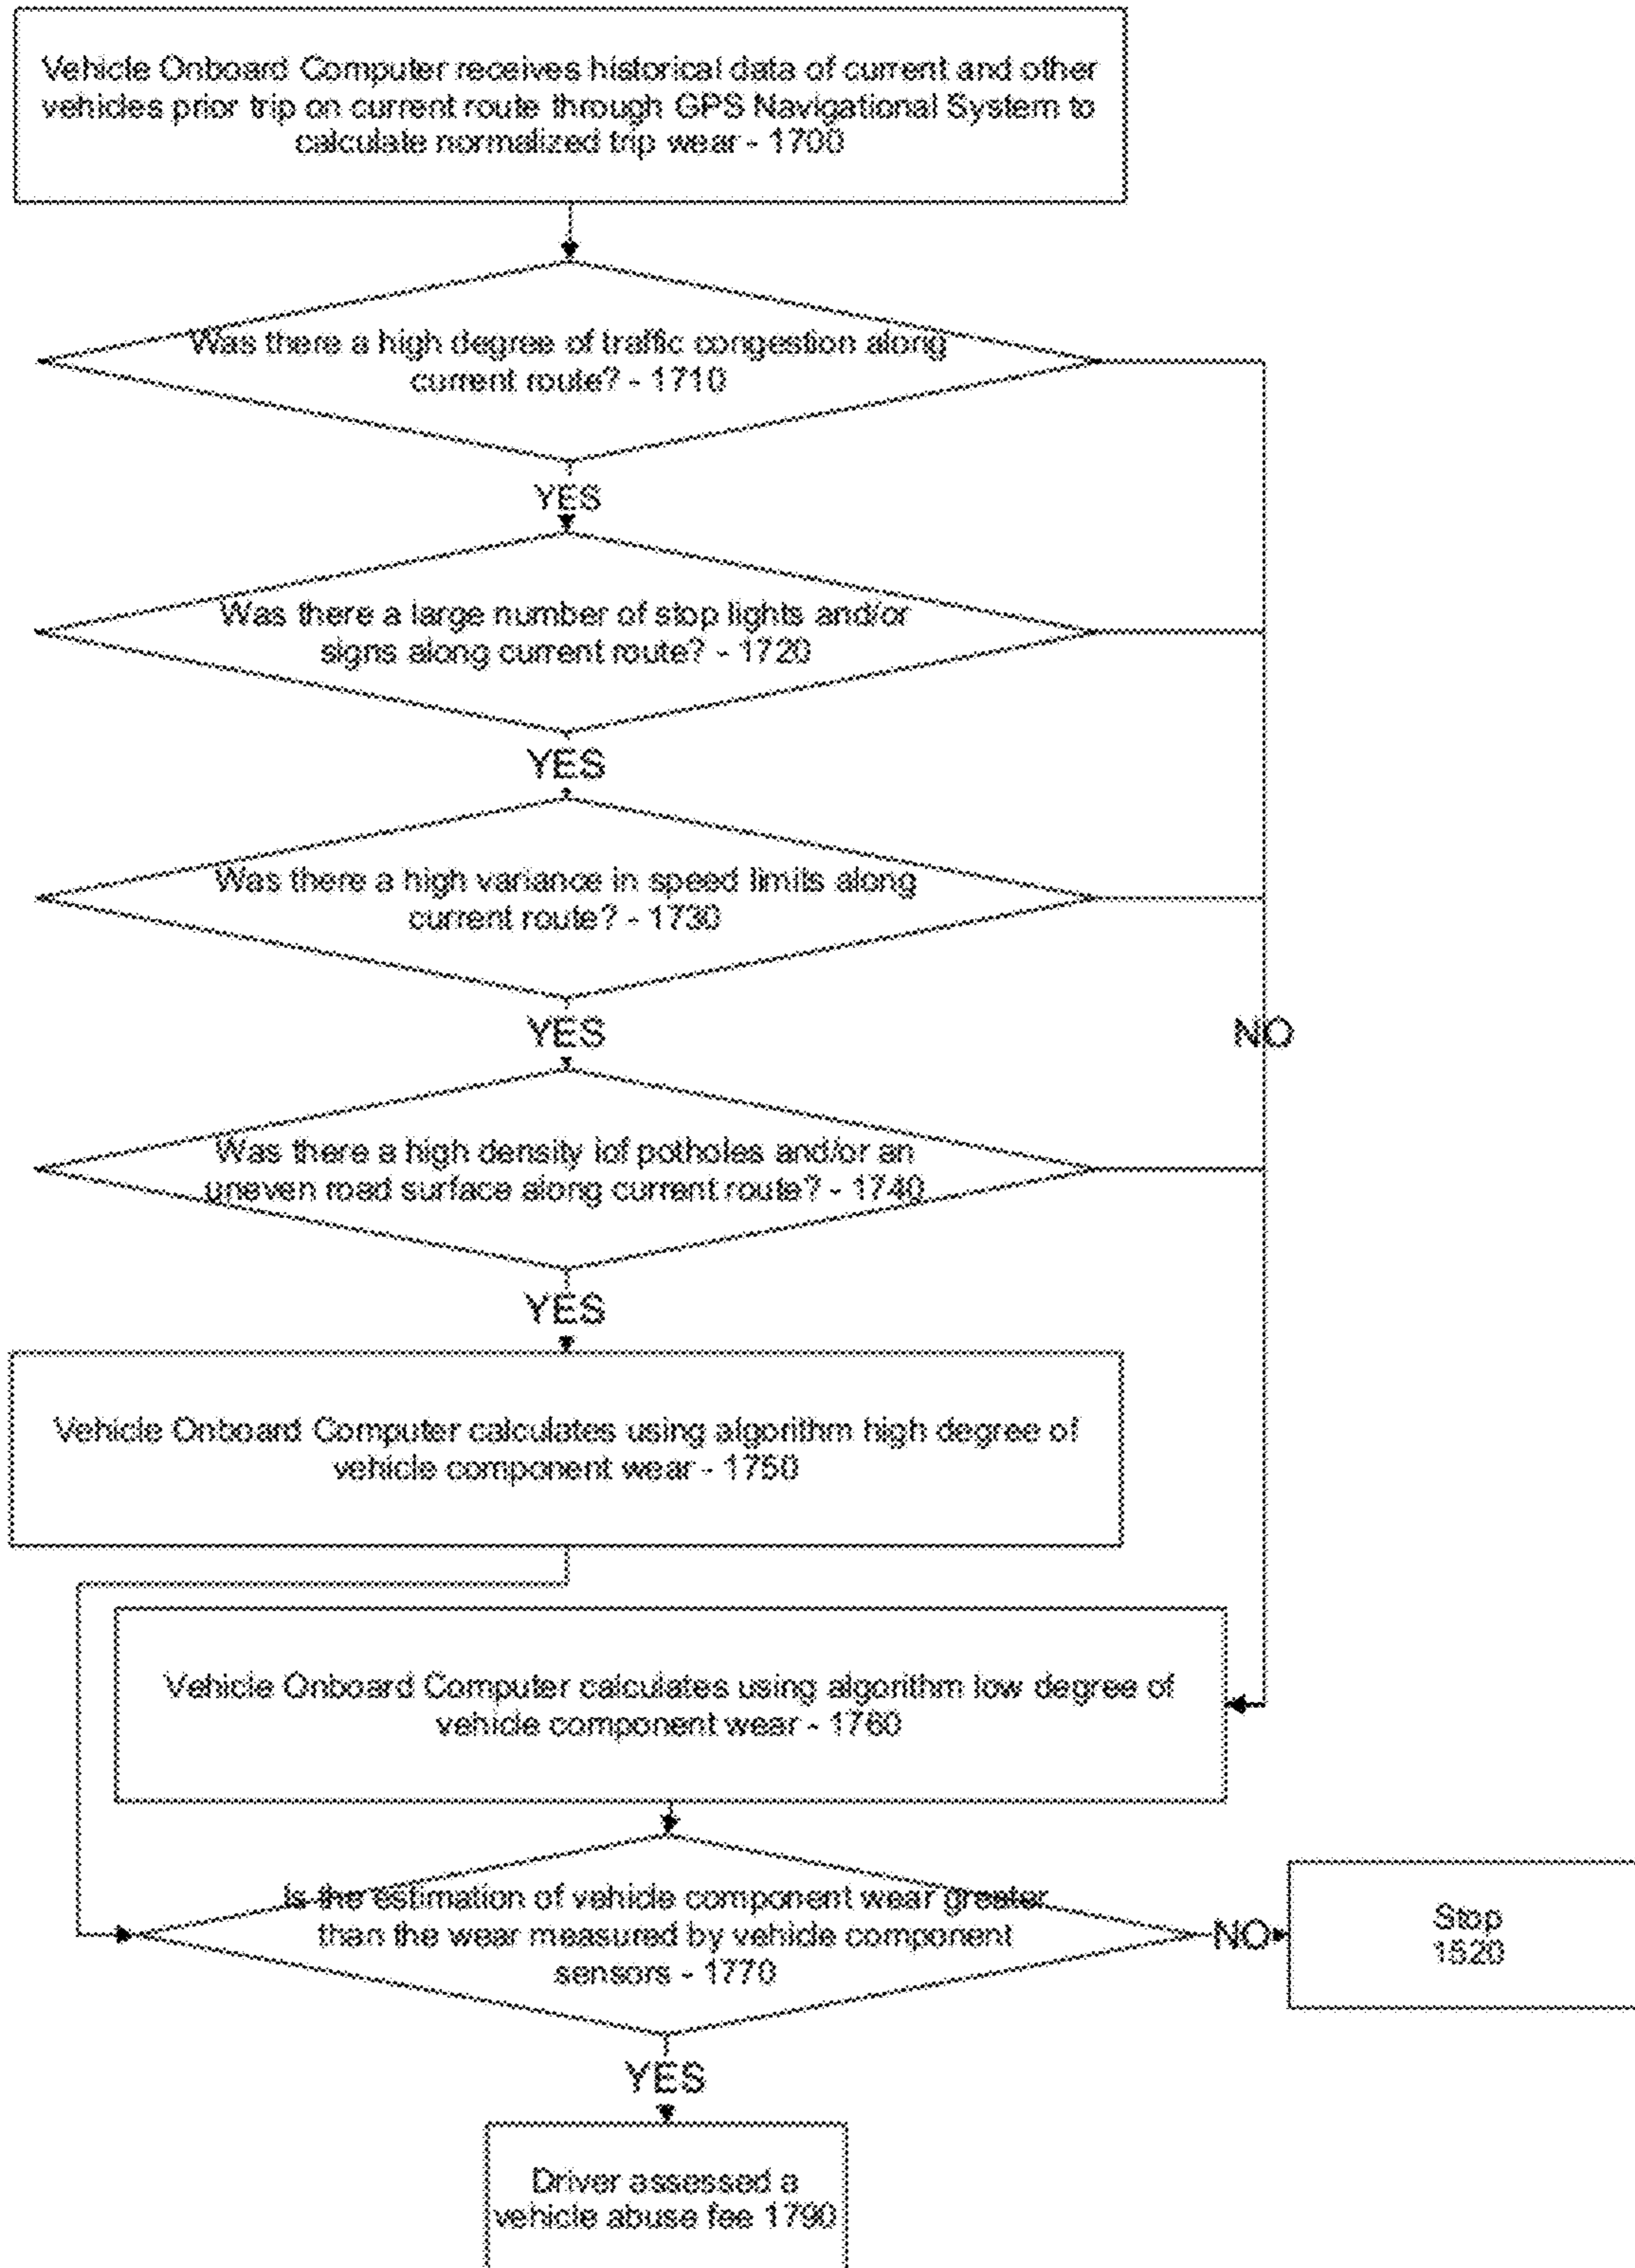 Vehicle Onboard Computer receives historical data of current and other
vehicles prior trip on current route through GPS Navigational System to
calculate normalized trip wear - 1700
Was there a high degree of traffic congestion along
current route? - 1710
YES
Was there a large number of stop lights and/or
signs along current route? - 1720
YES
Was there a high variance in speed limits along
current route? - 1730
YES
NO
Was there a high density iof potholes and/or an
uneven road surface along current route? - 1740
YES
Vehicle Onboard Computer calculates using algorithm high degree of
vehicle component wear - 1750
Vehicle Onboard Computer calculates using algorithm low degree of
vehicle component wear - 1760
Is the estimation of vehicle component wear greater
than the wear measured by vehicle component
sensors - 1770
NO
Stop
1520
YES
Driver assessed a
vehicle abuse fee 1790